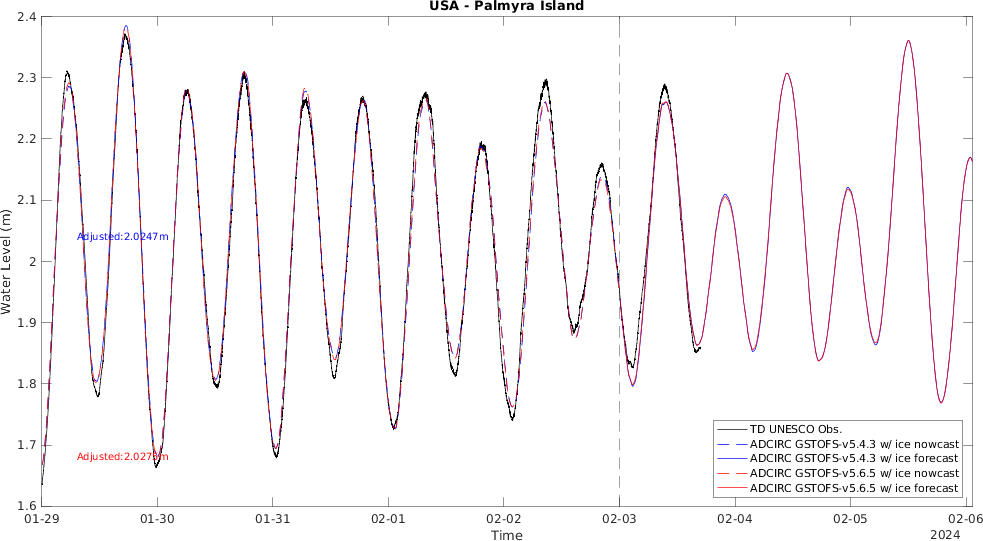 USA - Palmyra Island
2.4
2.3
2.2
2.1
2
1.9
1.8
1.7
1.6
Water Level (m)
Adjusted:2.0247m
Adjusted:2.0279m
TD UNESCO Obs.
ADCIRC GSTOFS-v5.4.3 w/ ice nowcast
ADCIRC GSTOFS-v5.4.3 w/ ice forecast
ADCIRC GSTOFS-v5.6.5 w/ ice nowcast
ADCIRC GSTOFS-v5.6.5 w/ ice forecast
01-29 01-30 01-31 02-01 02-02 02-03 02-04 02-05 02-06
Time
2024